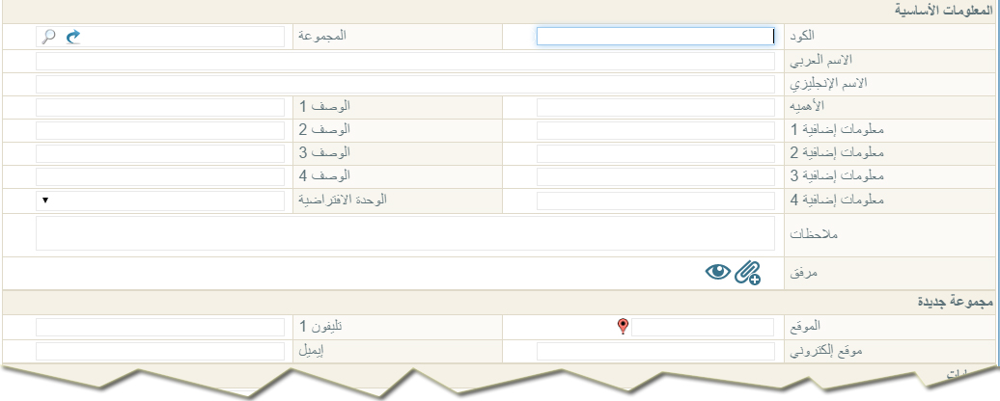 المعلومات الأساسية
الكود
المجموعة
الاسم العربي
الاسم الإنجليزي
الأهميه
الوصف 1
معلومات إضافية 1
الوصف 2
معلومات إضافية 2
الوصف 3
معلومات إضافية 3
الوصف 4
معلومات إضافية 4
الوحدة الافتراضية
ملاحظات
مرفق
مجموعة جديدة
الموقع
تليفون 1
موقع إلكتروني
إيميل